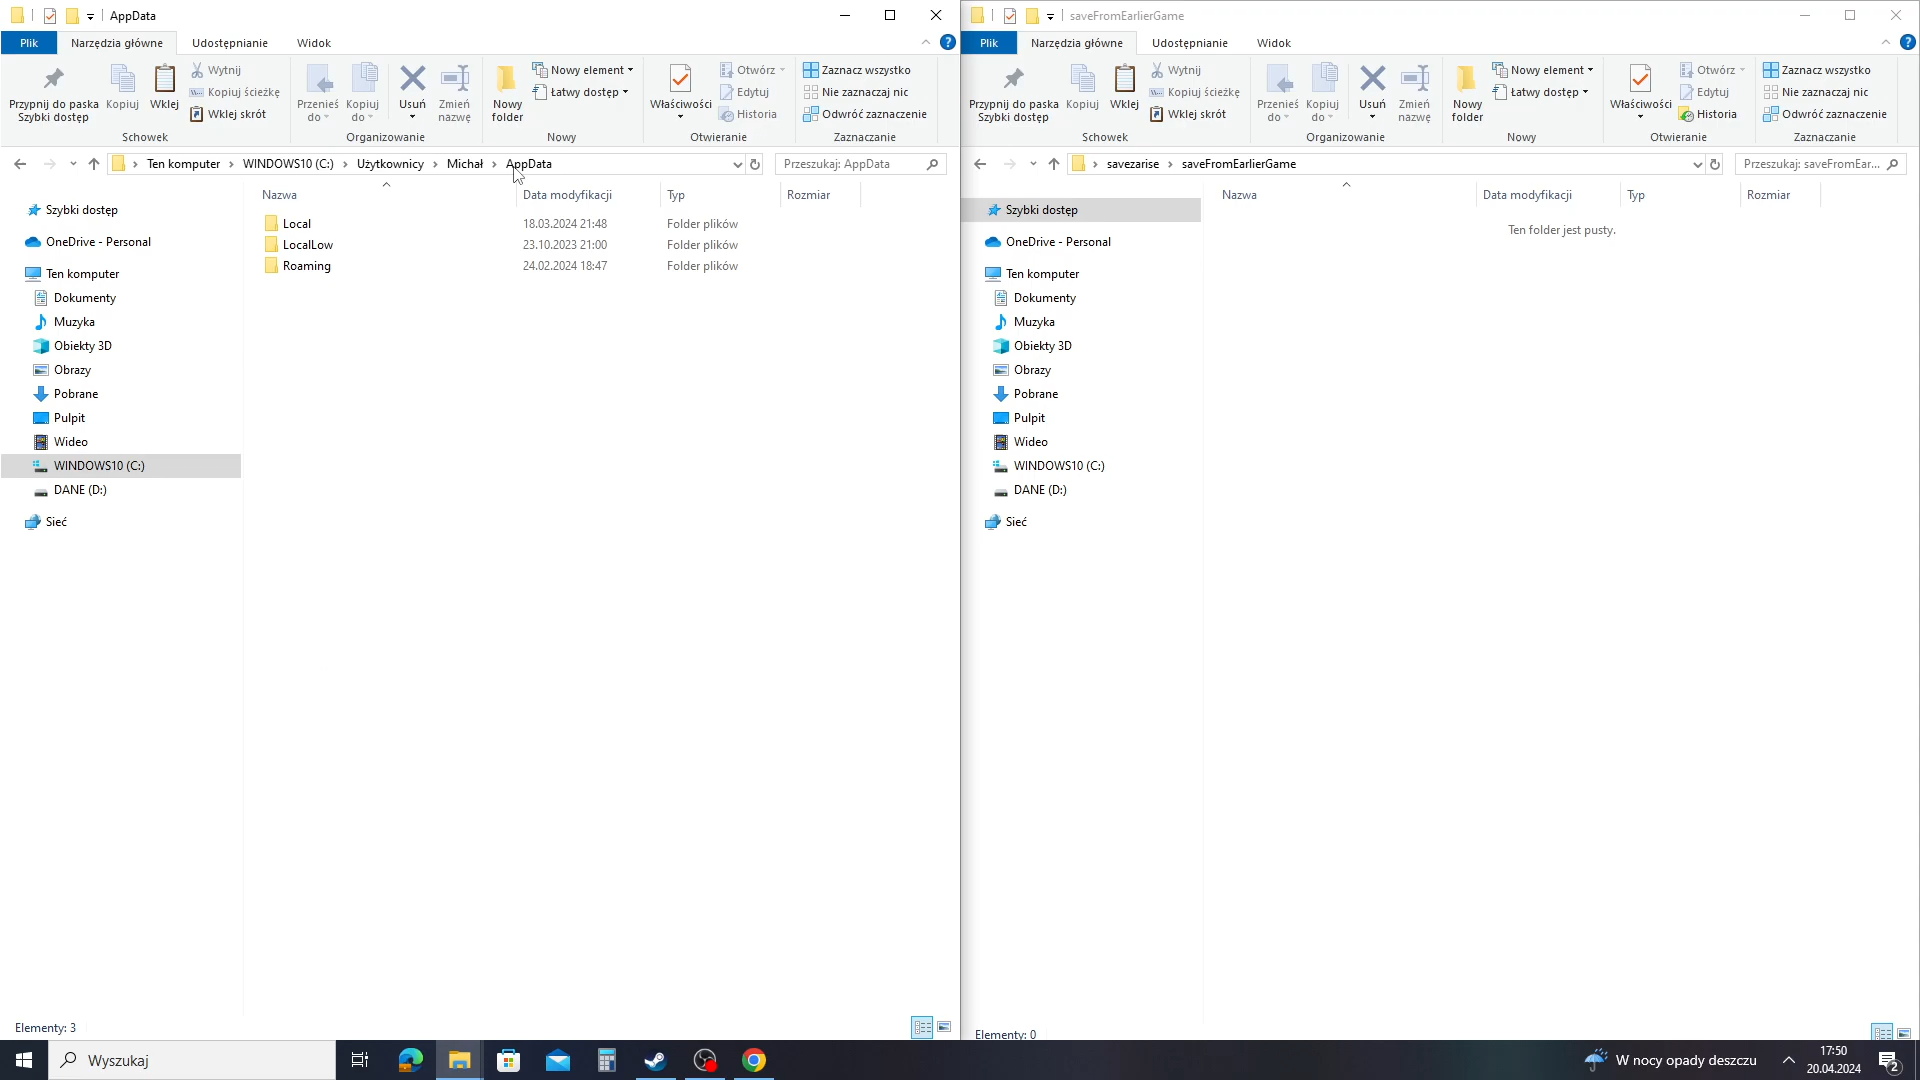 AppData
Plik Narzędzia główne Udostępnianie Widok
Przypnij do paska Szybki dostęp
Kopiuj
Wklej
Wytnij
Kopiuj ścieżkę
Wklej skrót
Schowek
Przenieś do
Kopiuj do
Usuń
Zmień nazwę
Organizowanie
Nowy folder
Nowy element
Łatwy dostęp
Nowy
Właściwości
Otwórz
Edytuj
Historia
Otwieranie
Zaznacz wszystko
Nie zaznaczaj nic
Odwróć zaznaczenie
Zaznaczanie
Ten komputer WINDOWS10 (C:) Użytkownicy Michał AppData
Przeszukaj: AppData
Szybki dostęp
OneDrive - Personal
Ten komputer
Dokumenty
Muzyka
Obiekty 3D
Obrazy
Pobrane
Pulpit
Wideo
WINDOWS10 (C:)
DANE (D:)
Sieć
Nazwa Data modyfikacji Typ Rozmiar
Local 18.03.2024 21:48 Folder plików
LocalLow 23.10.2023 21:00 Folder plików
Roaming 24.02.2024 18:47 Folder plików
Elementy: 3
saveFromEarlierGame
Plik Narzędzia główne Udostępnianie Widok
Przypnij do paska Szybki dostęp
Kopiuj
Wklej
Wytnij
Kopiuj ścieżkę
Wklej skrót
Schowek
Przenieś do
Kopiuj do
Usuń
Zmień nazwę
Organizowanie
Nowy folder
Nowy element
Łatwy dostęp
Nowy
Właściwości
Otwórz
Edytuj
Historia
Otwieranie
Zaznacz wszystko
Nie zaznaczaj nic
Odwróć zaznaczenie
Zaznaczanie
savezarise saveFromEarlierGame
Przeszukaj: saveFromEar...
Szybki dostęp
OneDrive - Personal
Ten komputer
Dokumenty
Muzyka
Obiekty 3D
Obrazy
Pobrane
Pulpit
Wideo
WINDOWS10 (C:)
DANE (D:)
Sieć
Nazwa Data modyfikacji Typ Rozmiar
Ten folder jest pusty.
Elementy: 0
Wyszukaj
W nocy opady deszczu
17:50
20.04.2024
2